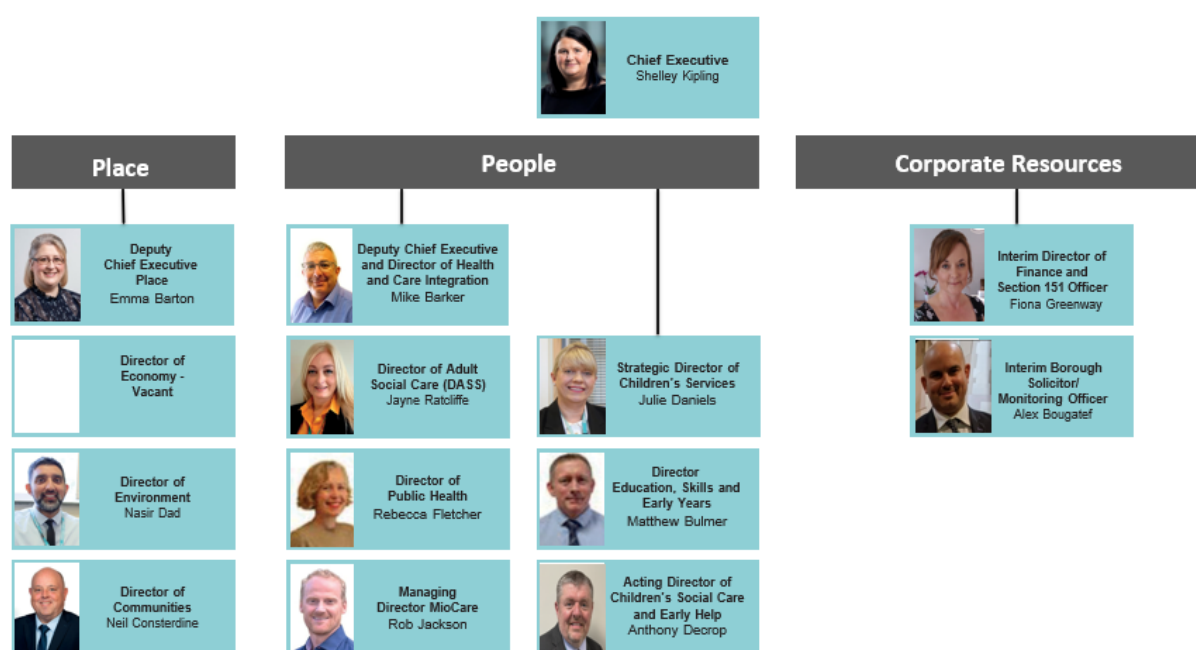 Chief Executive
Shelley Kipling
Place
People
Corporate Resources
Deputy
Chief Executive
Place
Emma Barton
Director of
Economy -
Vacant
Director of
Environment
Nasir Dad
Director of
Communities
Neil Consterdine
Deputy Chief Executive
and Director of Health
and Care Integration
Mike Barker
Director of Adult
Social Care (DASS)
Jayne Ratcliffe
Director of
Public Health
Rebecca Fletcher
Managing
Director MioCare
Rob Jackson
Strategic Director of
Children's Services
Julie Daniels
Director
Education, Skills and
Early Years
Matthew Bulmer
Acting Director of
Children's Social Care
and Early Help
Anthony Decrop
Interim Director of
Finance and
Section 151 Officer
Fiona Greenway
Interim Borough
Solicitor/
Monitoring Officer
Alex Bougatef